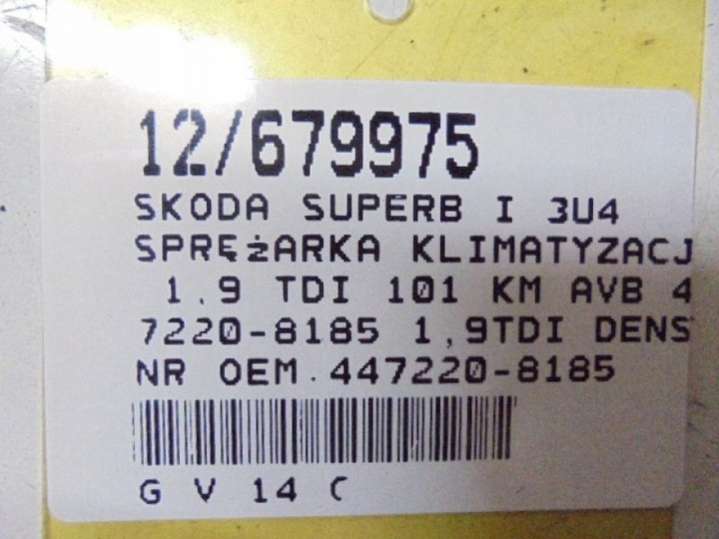 12/679975
SKODA SUPERB I 3U4
SPRĘŻARKA KLIMATYZACJ
1.9 TDI 101 KM AVB 4
7220-8185 1,9TDI DENS
NR OEM.447220-8185
G V 14 C